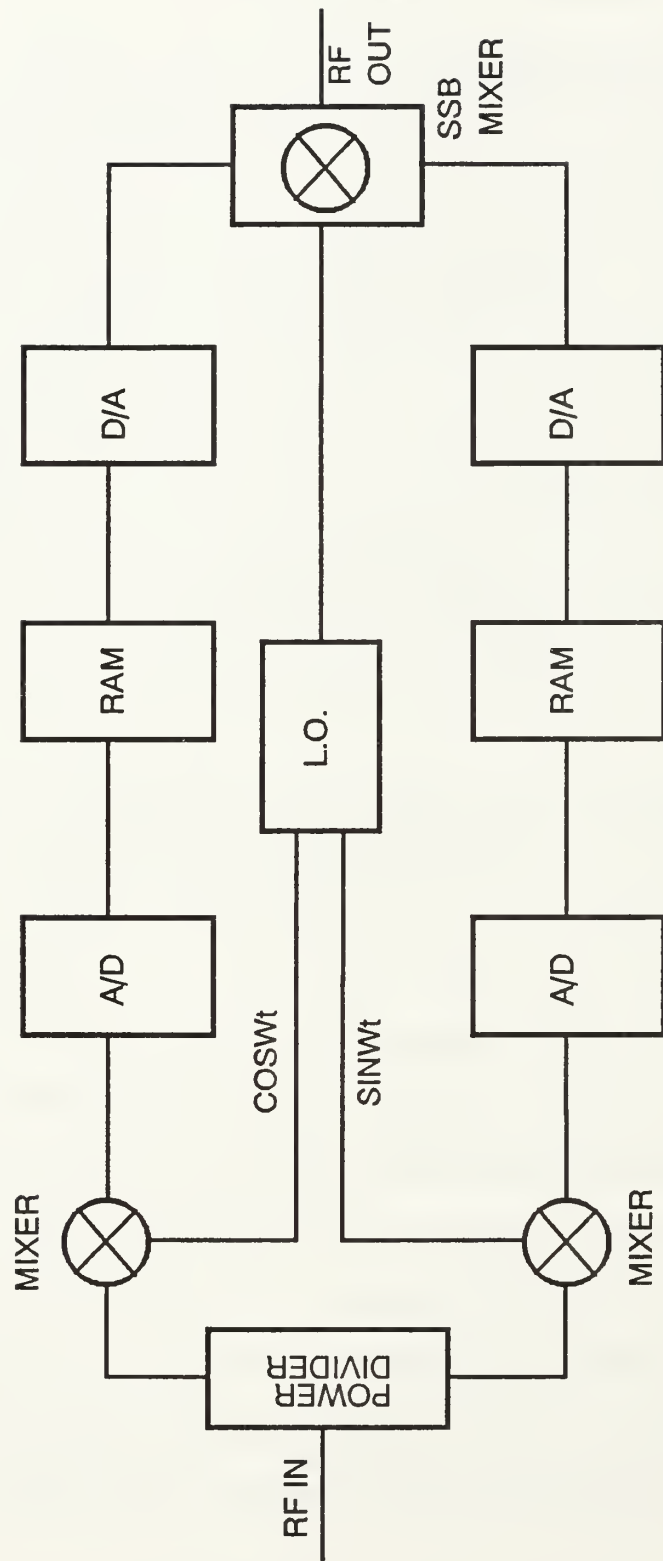 RF IN
POWER
DIVIDER
MIXER
A/D
RAM
D/A
COSWt
SINWt
L.O.
RF
OUT
SSB
MIXER
MIXER
A/D
RAM
D/A